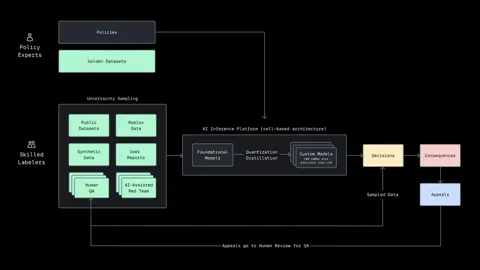 Policy
Experts
Policies
Golden Datasets
Uncertainty Sampling
Skilled
Labelers
Public
Datasets
Roblox
Data
Synthetic
Data
User
Reports
Human
QA
AI-Assisted
Red Team
AI Inference Platform (cell-based architecture)
Foundational
Models
Quantization
Distillation
Custom Models
Decisions
Consequences
Appeals
Sampled Data
Appeals go to Human Review for QA